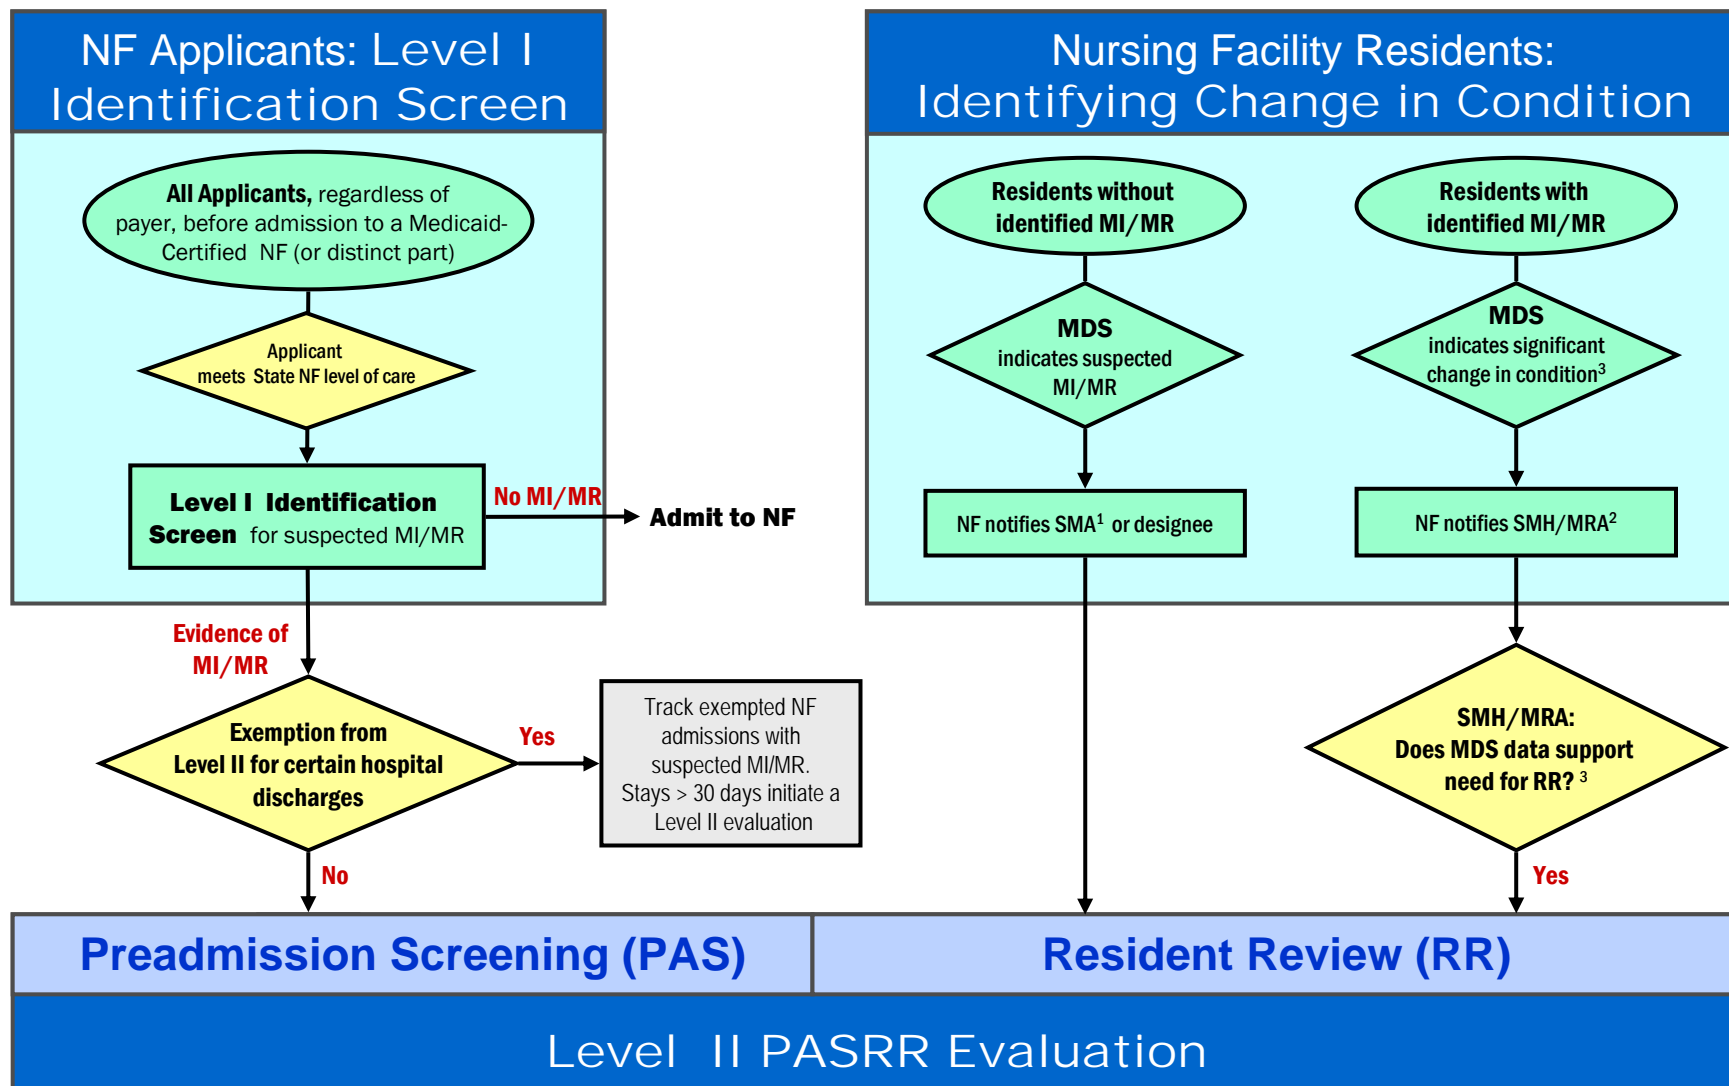 NF Applicants: Level I
Identification Screen
All Applicants, regardless of
payer, before admission to a Medicaid-
Certified NF (or distinct part)
Applicant
meets State NF level of care
Level I Identification
Screen for suspected MI/MR
No MI/MR
Admit to NF
Evidence of
MI/MR
Exemption from
Level II for certain hospital
discharges
Yes
Track exempted NF
admissions with
suspected MI/MR.
Stays > 30 days initiate a
Level II evaluation
No
Nursing Facility Residents:
Identifying Change in Condition
Residents without
identified MI/MR
MDS
indicates suspected
MI/MR
NF notifies SMA¹ or designee
Residents with
identified MI/MR
MDS
indicates significant
change in condition³
NF notifies SMH/MRA²
SMH/MRA:
Does MDS data support
need for RR? ³
Yes
Preadmission Screening (PAS)
Resident Review (RR)
Level II PASRR Evaluation